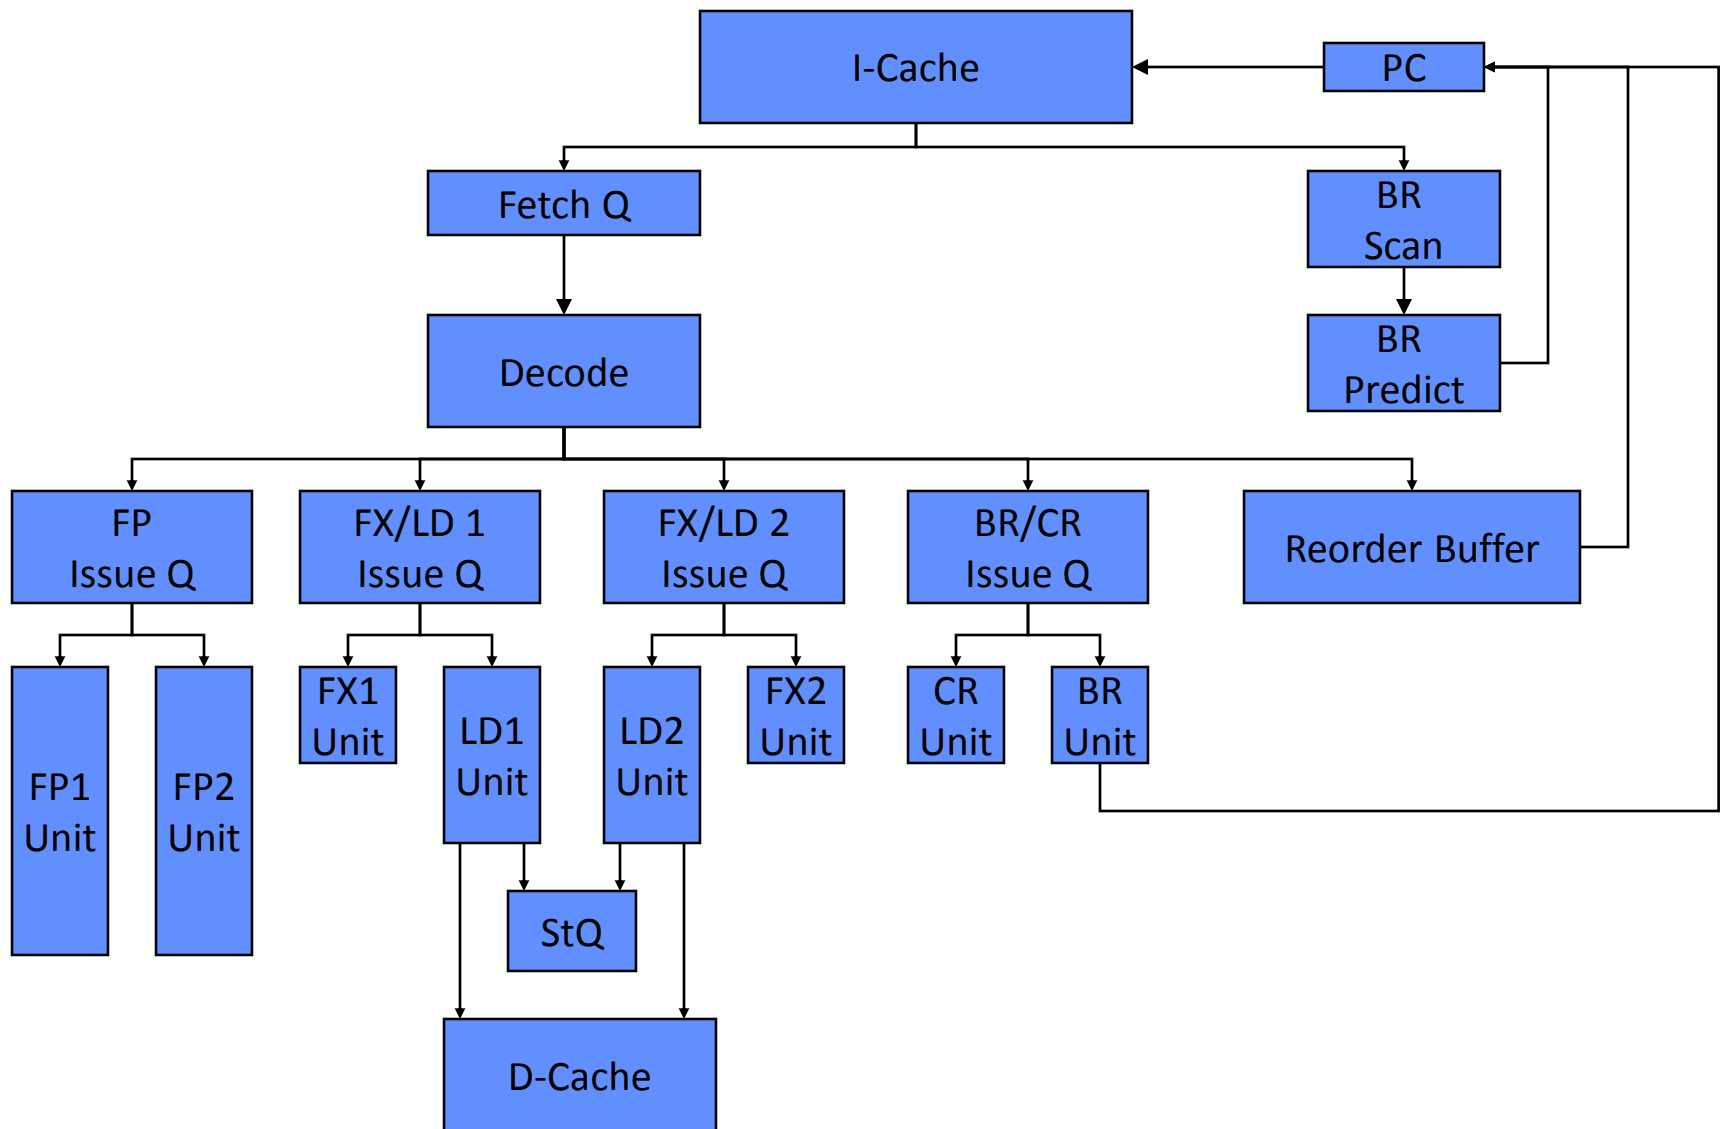 I-Cache
PC
Fetch Q
BR
Scan
Decode
BR
Predict
FP
Issue Q
FX/LD 1
Issue Q
FX/LD 2
Issue Q
BR/CR
Issue Q
Reorder Buffer
FP1
Unit
FP2
Unit
FX1
Unit
LD1
Unit
LD2
Unit
FX2
Unit
CR
Unit
BR
Unit
StQ
D-Cache